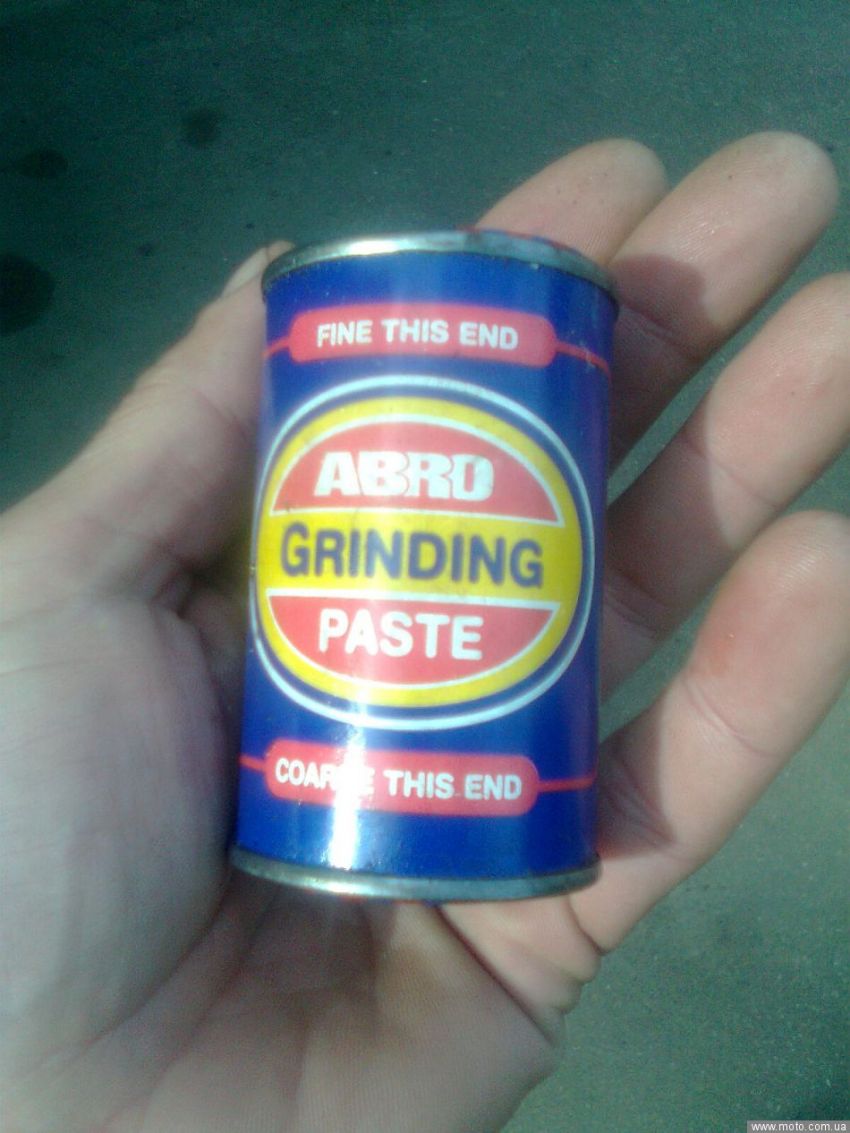 FINE THIS END
ABRO
GRINDING
PASTE
COARSE THIS END
www.moto.com.ua